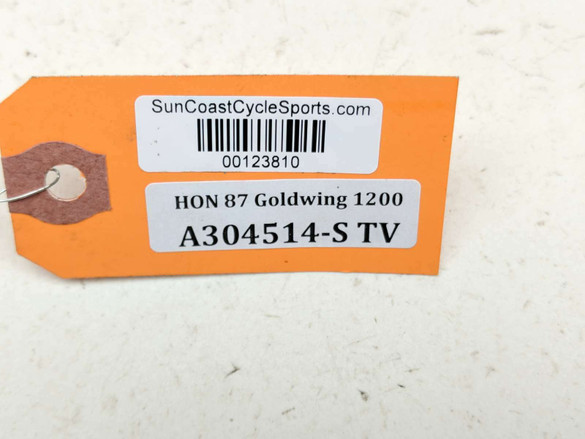 SunCoastCycleSports.com
00123810
HON 87 Goldwing 1200
A304514-S TV